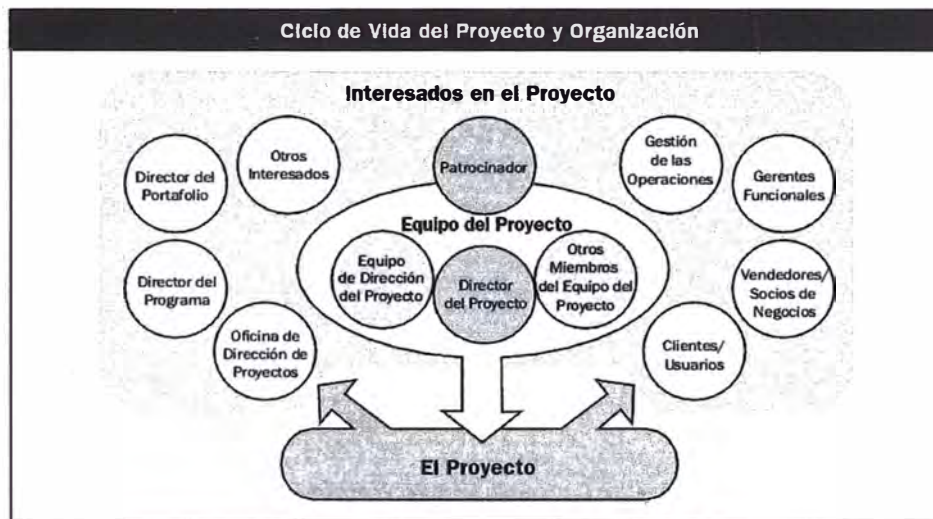 Ciclo de Vida del Proyecto y Organización
Interesados en el Proyecto
Director del
Portafolio
Otros
Interesados
Patrocinador
Gestión
de las
Operaciones
Gerentes
Funcionales
Equipo del Proyecto
Equipo
de Dirección
del Proyecto
Director
del Proyecto
Otros
Miembros
del Equipo del
Proyecto
Director del
Programa
Vendedores/
Socios de
Negocios
Oficina de
Dirección de
Proyectos
Clientes/
Usuarios
El Proyecto